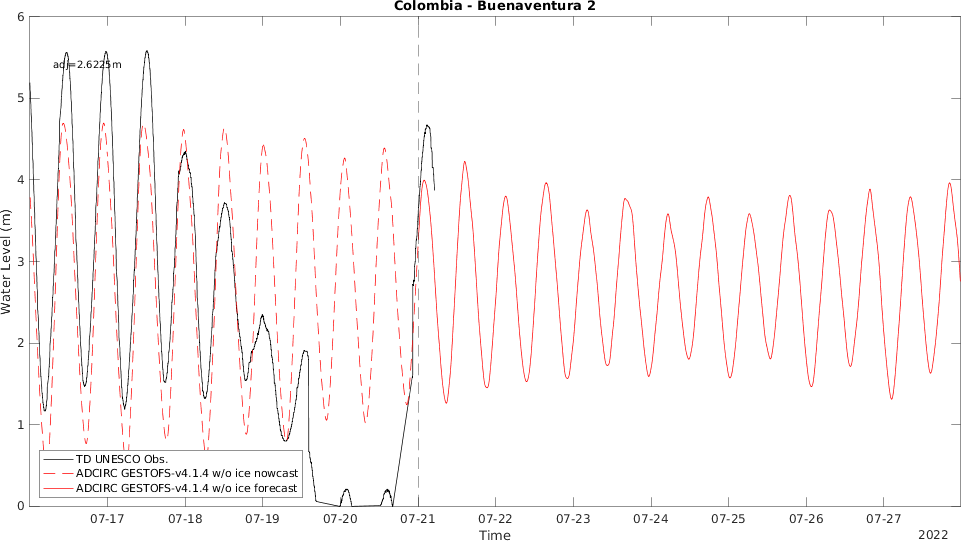 Colombia - Buenaventura 2
6
adj=2.6225m
5
4
3
2
1
0
Water Level (m)
TD UNESCO Obs.
ADCIRC GESTOFS-v4.1.4 w/o ice nowcast
ADCIRC GESTOFS-v4.1.4 w/o ice forecast
07-17 07-18 07-19 07-20 07-21 07-22 07-23 07-24 07-25 07-26 07-27
Time
2022